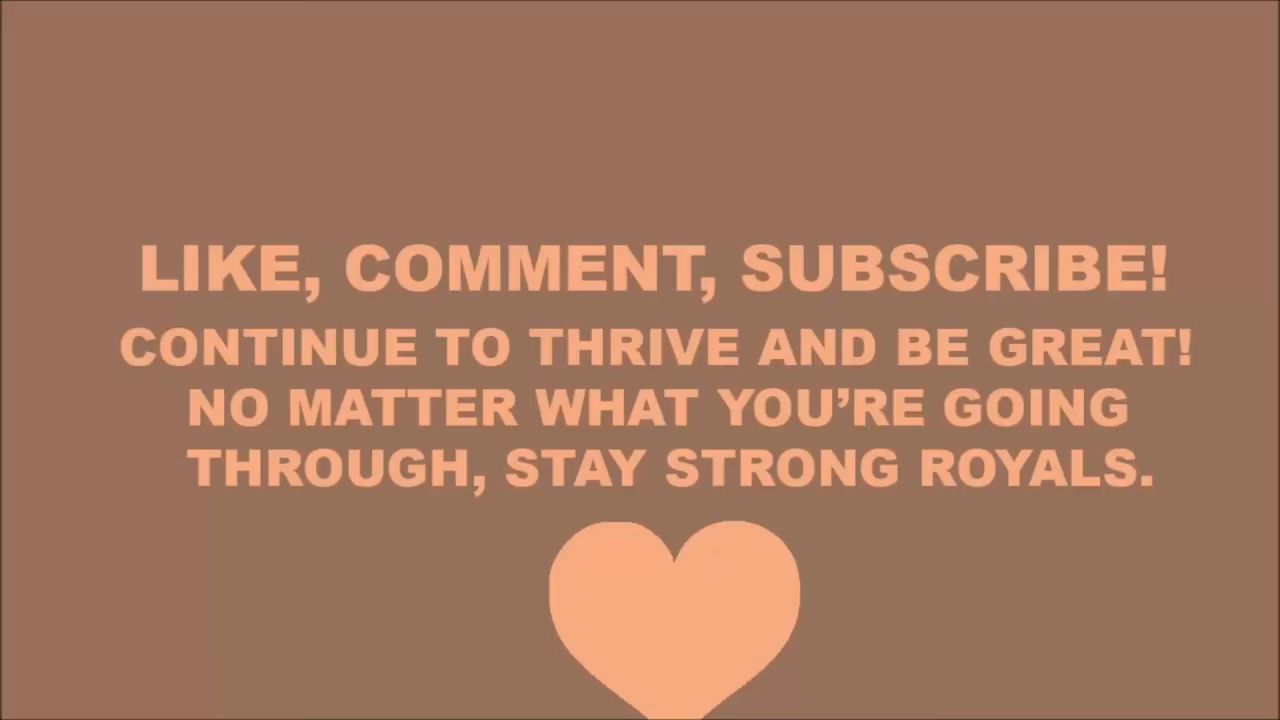 LIKE, COMMENT, SUBSCRIBE!
CONTINUE TO THRIVE AND BE GREAT!
NO MATTER WHAT YOU’RE GOING
THROUGH, STAY STRONG ROYALS.